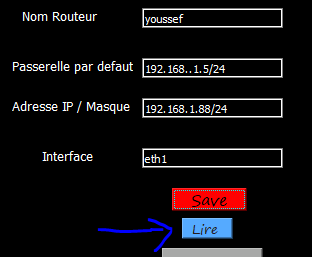 Nom Routeur youssef
Passerelle par defaut 192.168..1.5/24
Adresse IP / Masque 192.168.1.88/24
Interface eth1
Save
Lire